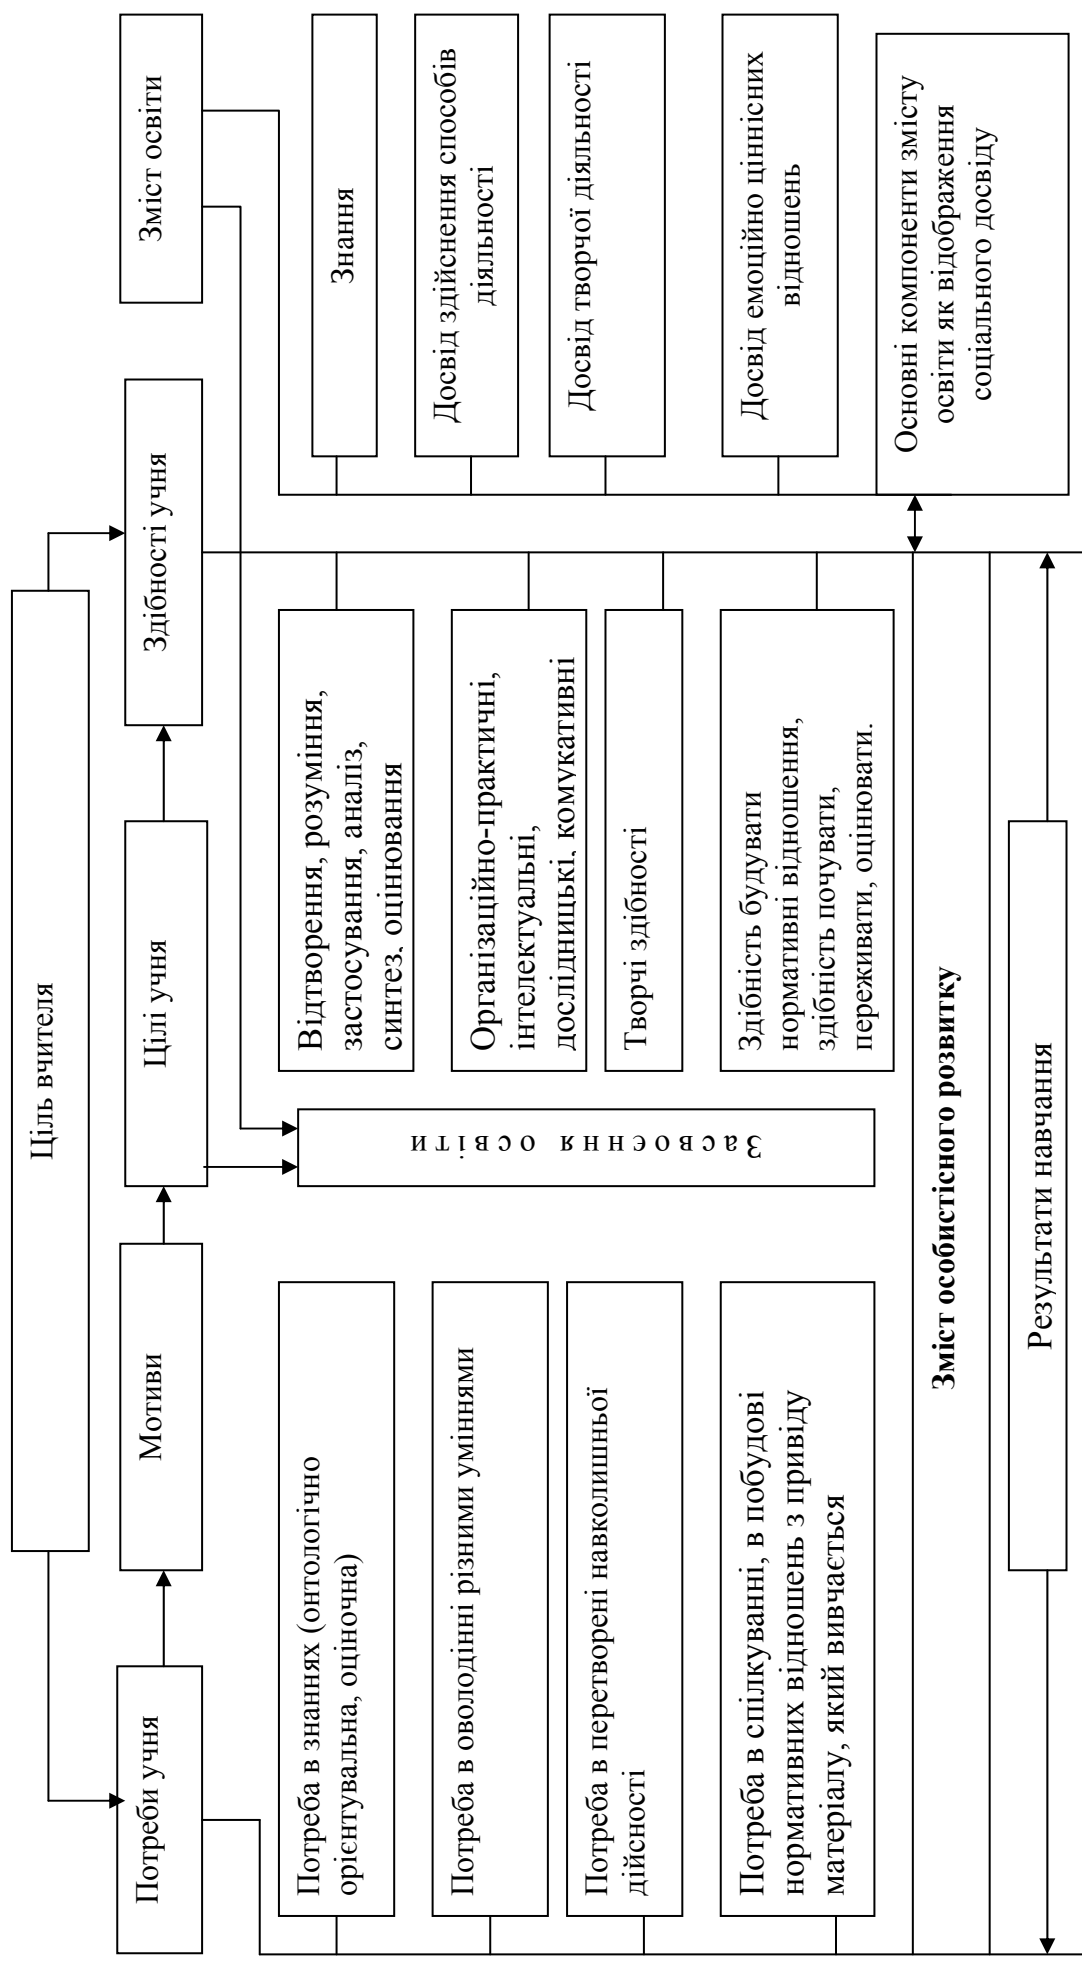 Ціль вчителя
Потреби учня
Мотиви
Цілі учня
Здібності учня
Зміст освіти
Потреба в знаннях (онтологічно
орієнтувальна, оціночна)
Потреба в оволодінні різними уміннями
Потреба в перетворені навколишньої
дійсності
Потреба в спілкуванні, в побудові
нормативних відношень з привіду
матеріалу, який вивчається
Засвоєння освіти
Відтворення, розуміння,
застосування, аналіз,
синтез, оцінювання
Організаційно-практичні,
інтелектуальні,
дослідницькі, комукативні
Творчі здібності
Здібність будувати
нормативні відношення,
здібність почувати,
переживати, оцінювати.
Знання
Досвід здійснення способів
діяльності
Досвід творчої діяльності
Досвід емоційно ціннісних
відношень
Основні компоненти змісту
освіти як відображення
соціального досвіду
Зміст особистісного розвитку
Результати навчання